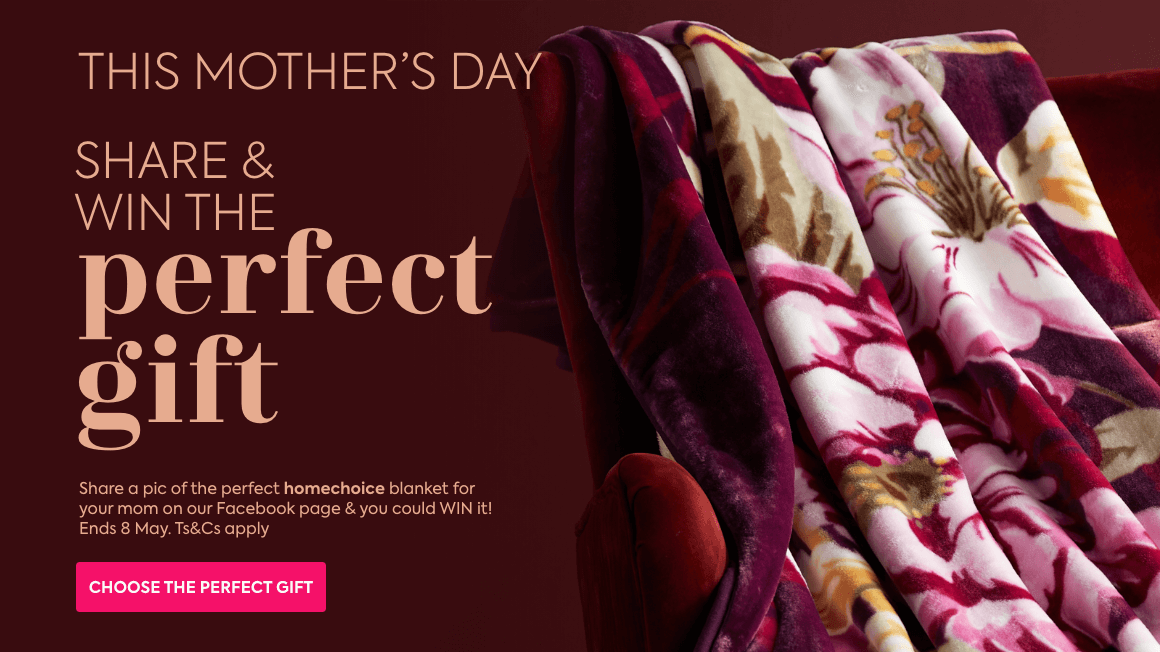 THIS MOTHER’S DAY
SHARE &
WIN THE
perfect
gift
Share a pic of the perfect homechoice blanket for
your mom on our Facebook page & you could WIN it!
Ends 8 May. Ts&Cs apply
CHOOSE THE PERFECT GIFT